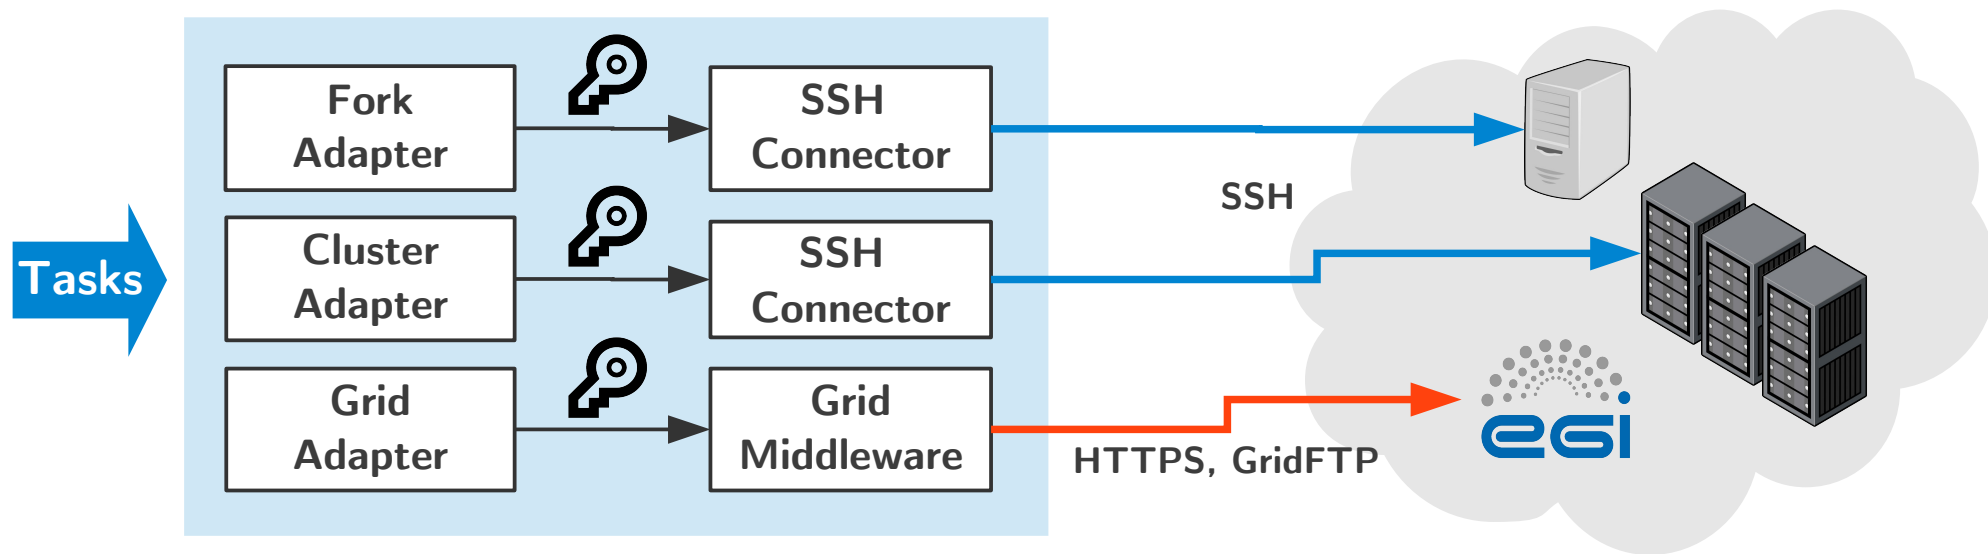 Tasks
Fork
Adapter
SSH
Connector
Cluster
Adapter
SSH
Connector
Grid
Adapter
Grid
Middleware
SSH
HTTPS, GridFTP
egi